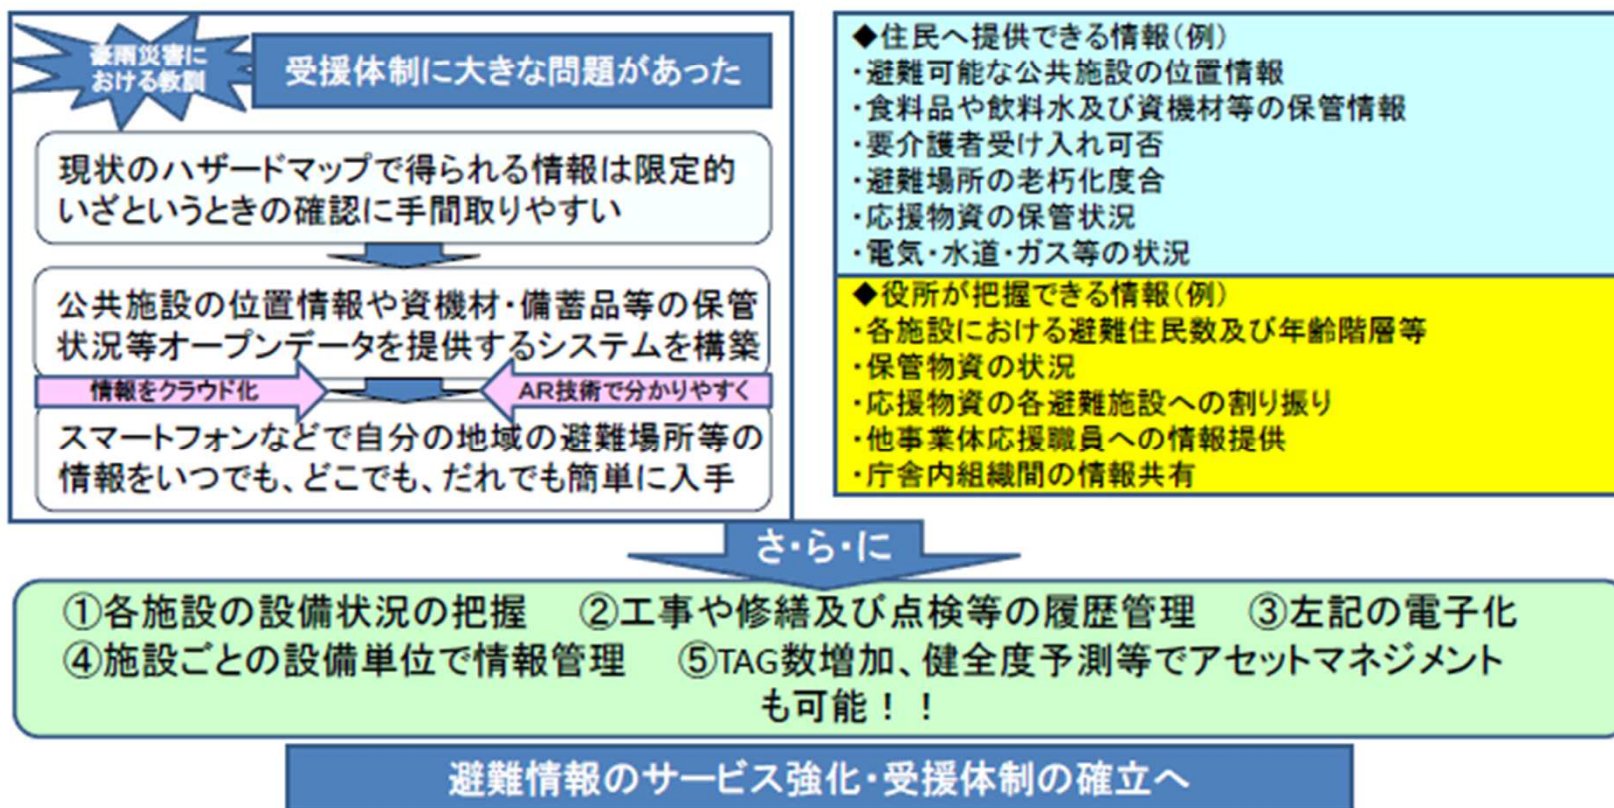 豪雨災害に
おける教訓
受援体制に大きな問題があった
現状のハザードマップで得られる情報は限定的
いざというときの確認に手間取りやすい
公共施設の位置情報や資機材・備蓄品等の保管
状況等オープンデータを提供するシステムを構築
情報をクラウド化
AR技術で分かりやすく
スマートフォンなどで自分の地域の避難場所等の
情報をいつでも、どこでも、だれでも簡単に入手
◆住民へ提供できる情報(例)
・避難可能な公共施設の位置情報
・食料品や飲料水及び資機材等の保管情報
・要介護者受け入れ可否
・避難場所の老朽化度合
・応援物資の保管状況
・電気・水道・ガス等の状況
◆役所が把握できる情報(例)
・各施設における避難住民数及び年齢階層等
・保管物資の状況
・応援物資の各避難施設への割り振り
・他事業体応援職員への情報提供
・庁舎内組織間の情報共有
さ・ら・に
①各施設の設備状況の把握 ②工事や修繕及び点検等の履歴管理 ③左記の電子化
④施設ごとの設備単位で情報管理 ⑤TAG数増加、健全度予測等でアセットマネジメント
も可能！！
避難情報のサービス強化・受援体制の確立へ